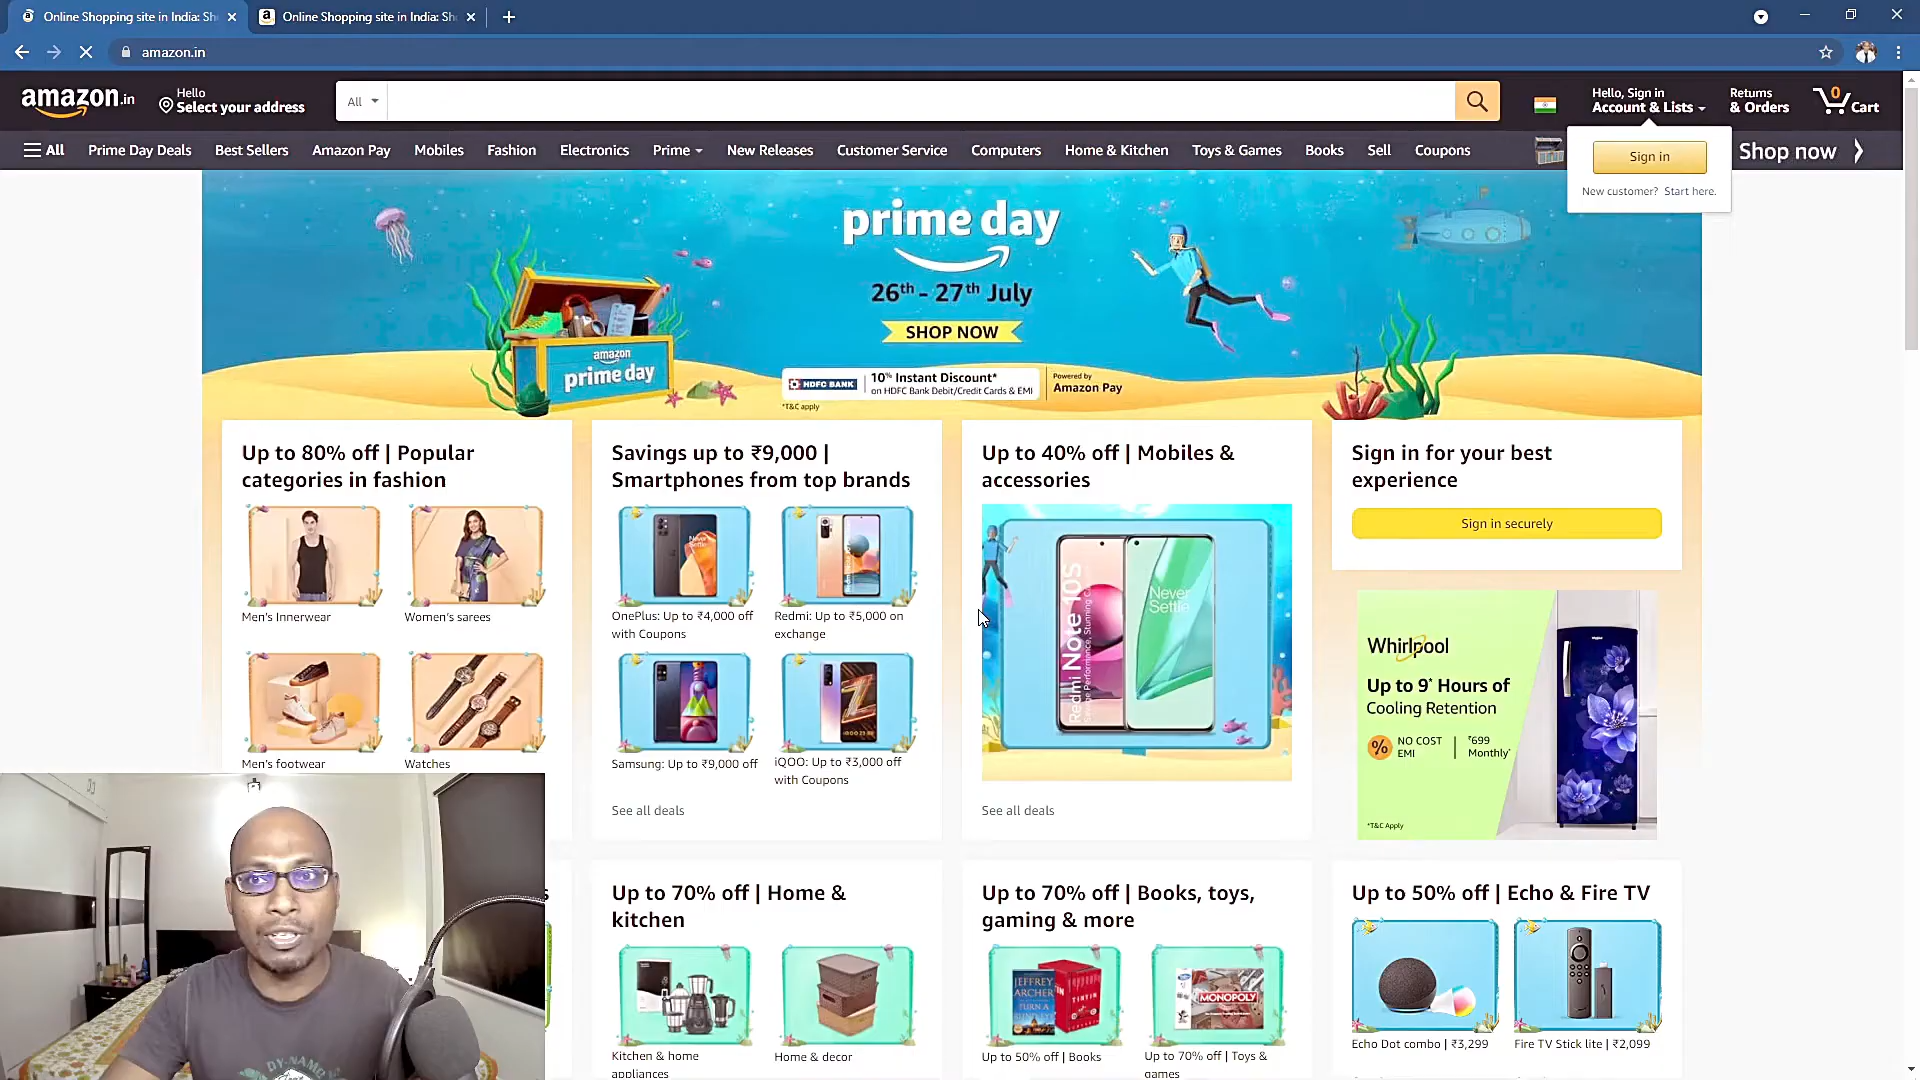 Online Shopping site in India: Sh
Online Shopping site in India: Sh
amazon.in
amazon.in
Hello
Select your address
All
Hello, Sign in
Account & Lists
Returns
& Orders
0
Cart
All
Prime Day Deals
Best Sellers
Amazon Pay
Mobiles
Fashion
Electronics
Prime
New Releases
Customer Service
Computers
Home & Kitchen
Toys & Games
Books
Sell
Coupons
Shop now
Sign in
New customer? Start here.
prime day
26th - 27th July
SHOP NOW
amazon
prime day
HDFC BANK
10% Instant Discount*
on HDFC Bank Debit/Credit Cards & EMI
Powered by
Amazon Pay
*T&C apply
Up to 80% off | Popular
categories in fashion
Men's Innerwear
Women's sarees
Men's footwear
Watches
Savings up to ₹9,000 |
Smartphones from top brands
Never
Settle
OnePlus: Up to ₹4,000 off
with Coupons
Redmi: Up to ₹5,000 on
exchange
Samsung: Up to ₹9,000 off
iQOO: Up to ₹3,000 off
with Coupons
See all deals
Up to 40% off | Mobiles &
accessories
Redmi Note 10S
Never
Settle
See all deals
Sign in for your best
experience
Sign in securely
Whirlpool
Up to 9* Hours of
Cooling Retention
% NO COST
EMI
₹699
Monthly*
*T&C Apply
s
Up to 70% off | Home &
kitchen
Kitchen & home
appliances
Home & decor
Up to 70% off | Books, toys,
gaming & more
JEFFREY
ARCHER
TURN A
BLIND EYE
TINTIN
MONOPOLY
Up to 50% off | Books
Up to 70% off | Toys &
games
Up to 50% off | Echo & Fire TV
Echo Dot combo | ₹3,299
Fire TV Stick lite | ₹2,099